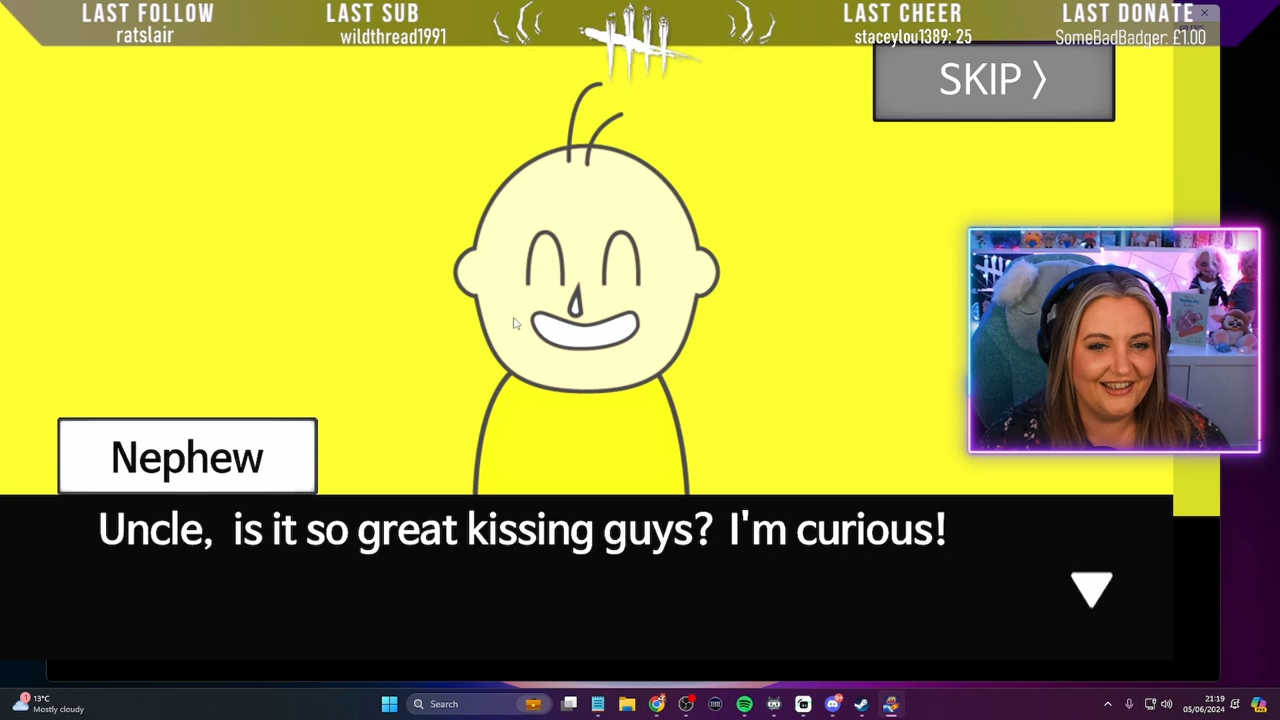 LAST FOLLOW
ratslair
LAST SUB
wildthread1991
LAST CHEER
staceylou1389: 25
LAST DONATE
SomeBadBadger: £1.00
SKIP 〉
Nephew
Uncle, is it so great kissing guys? I'm curious!
13°C
Mostly cloudy
Search
21:19
05/06/2024